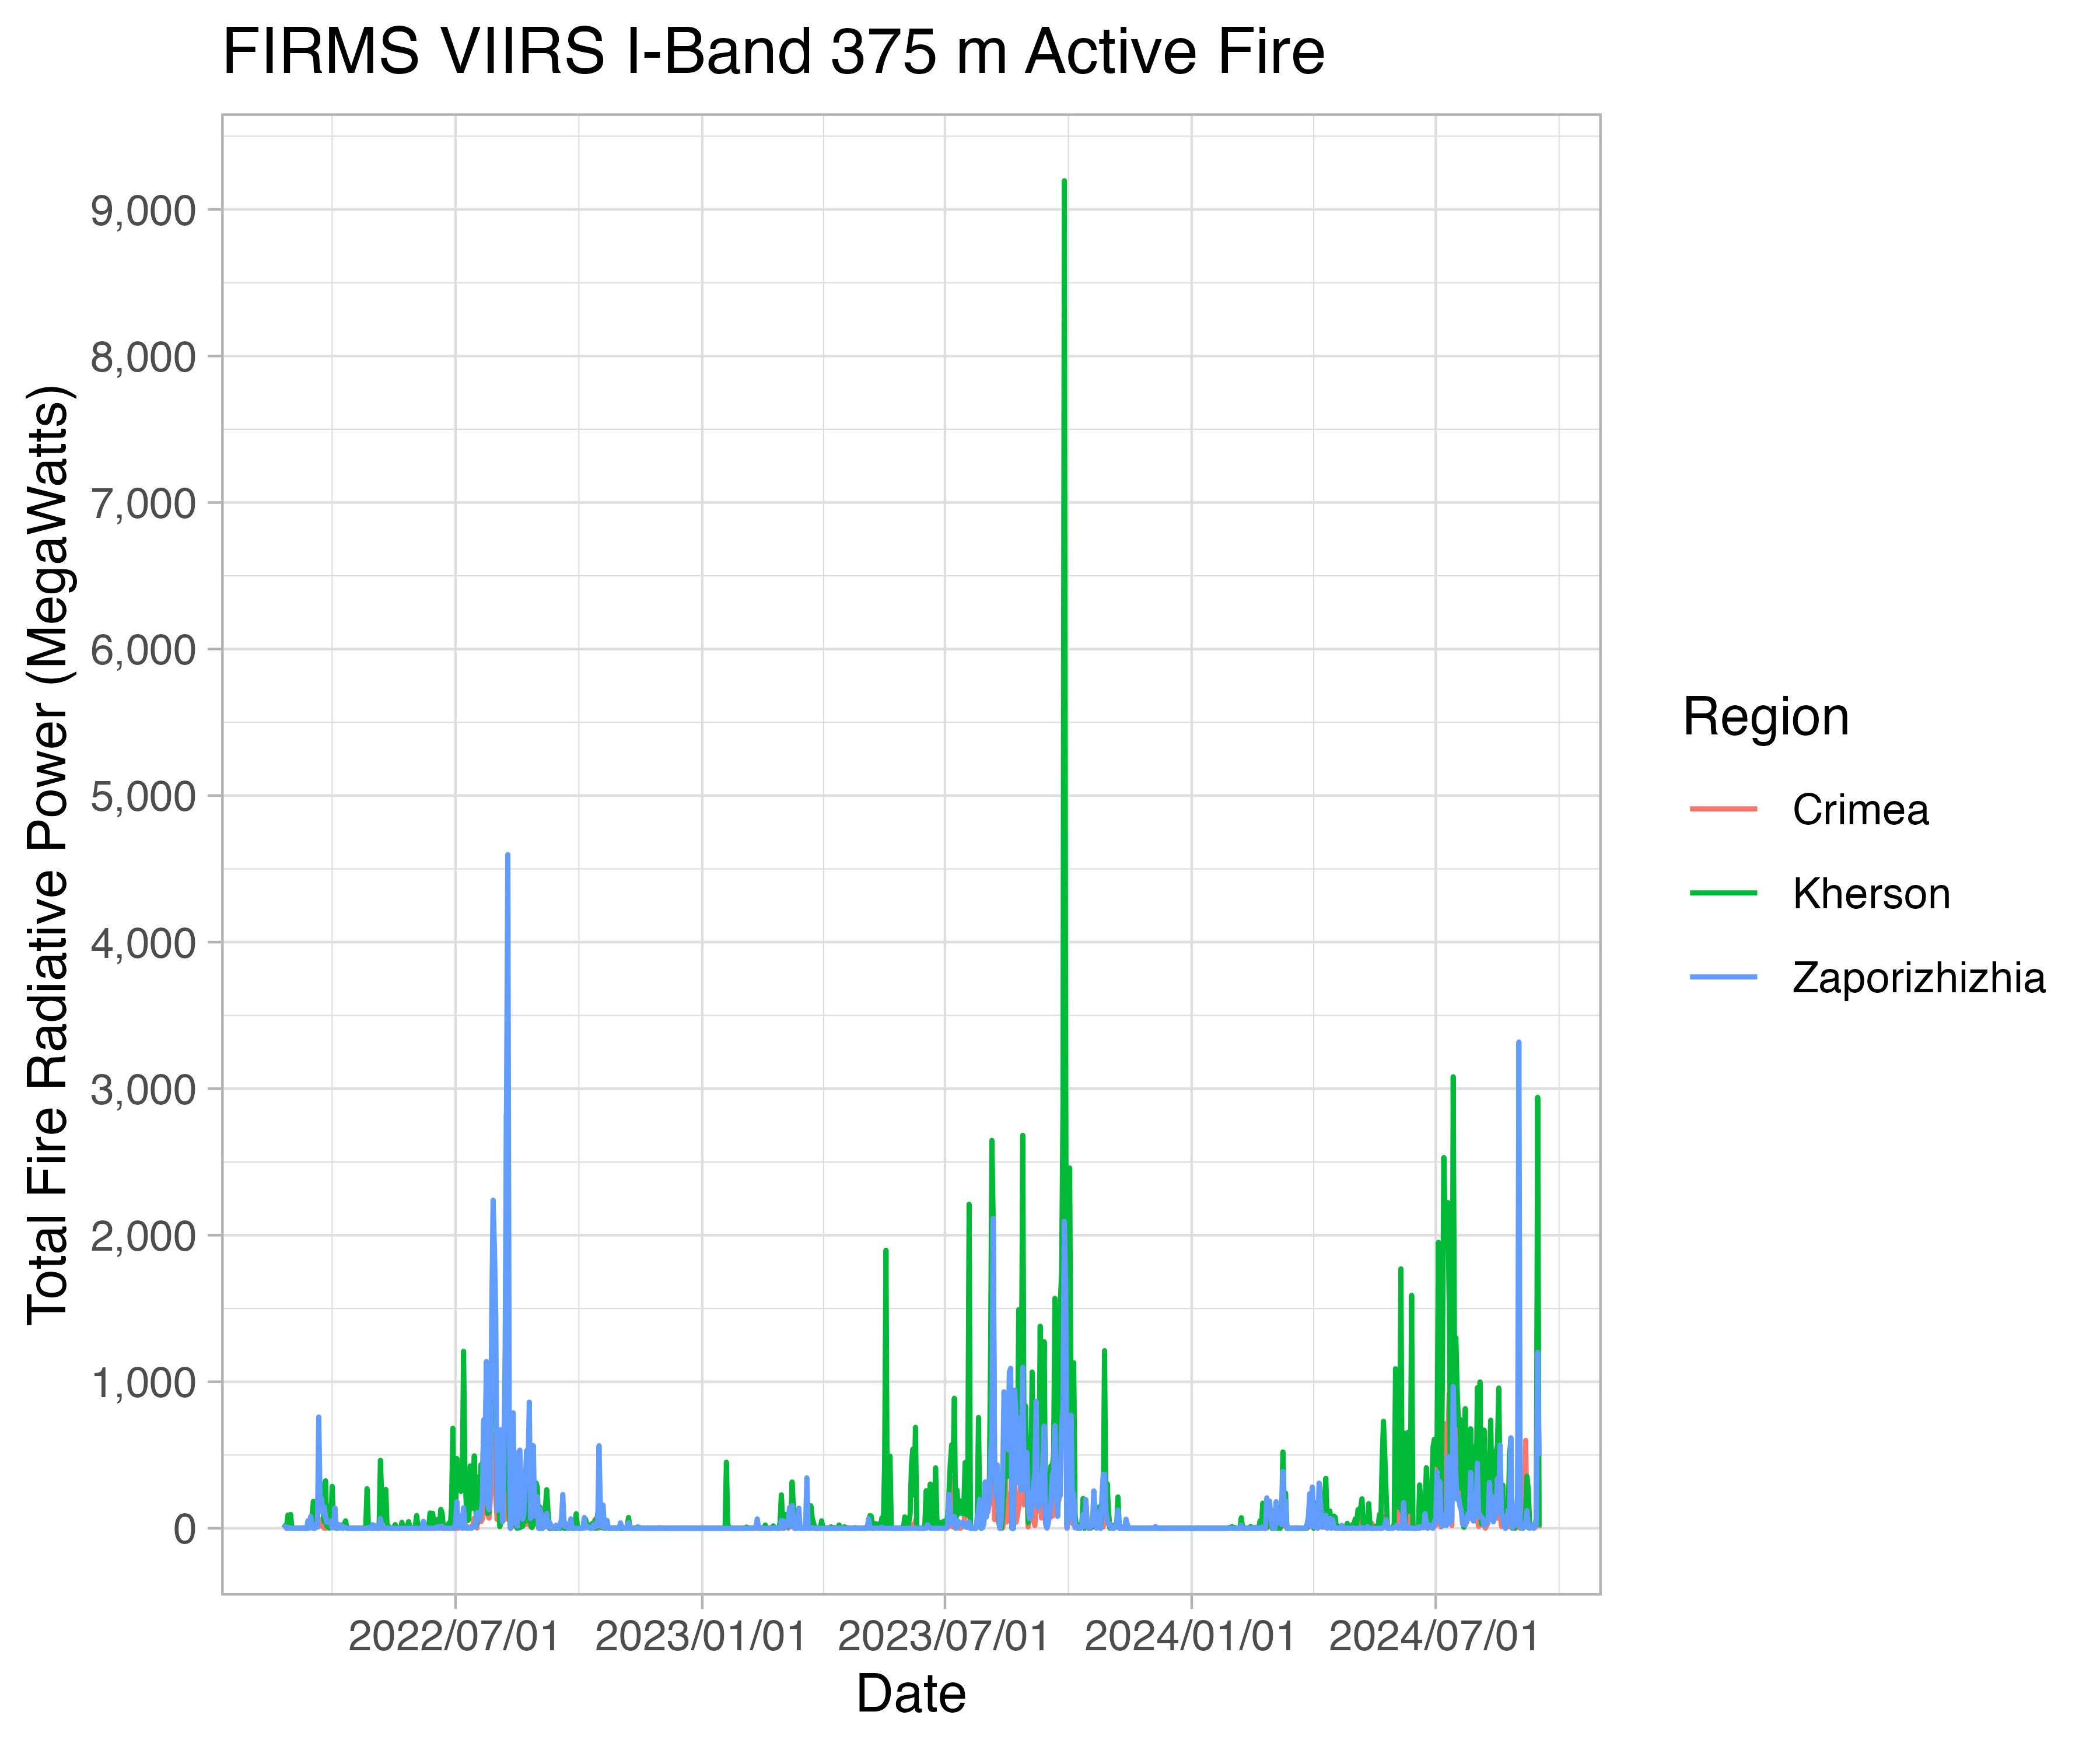 FIRMS VIIRS I-Band 375 m Active Fire
Total Fire Radiative Power (MegaWatts)
9,000
8,000
7,000
6,000
5,000
4,000
3,000
2,000
1,000
0
2022/07/01
2023/01/01
2023/07/01
2024/01/01
2024/07/01
Date
Region
Crimea
Kherson
Zaporizhizhia